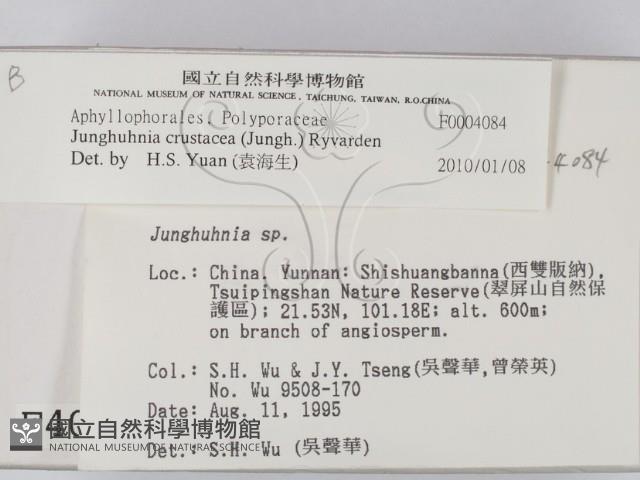 B
國立自然科學博物館
NATIONAL MUSEUM OF NATURAL SCIENCE, TAICHUNG, TAIWAN, R.O.CHINA
Aphyllophorales, Polyporaceae F0004084
Junghuhnia crustacea (Jungh.) Ryvarden
Det. by H.S. Yuan (袁海生) 2010/01/08
4084
Junghuhnia sp.
Loc.: China. Yunnan: Shishuangbanna(西雙版納),
Tsuipingshan Nature Reserve(翠屏山自然保
護區); 21.53N, 101.18E; alt. 600m;
on branch of angiosperm.
Col.: S.H. Wu & J.Y. Tseng(吳聲華,曾榮英)
No. Wu 9508-170
Date: Aug. 11, 1995
國立自然科學博物館
NATIONAL MUSEUM OF NATURAL SCIENCE
Det.: S.H. Wu (吳聲華)